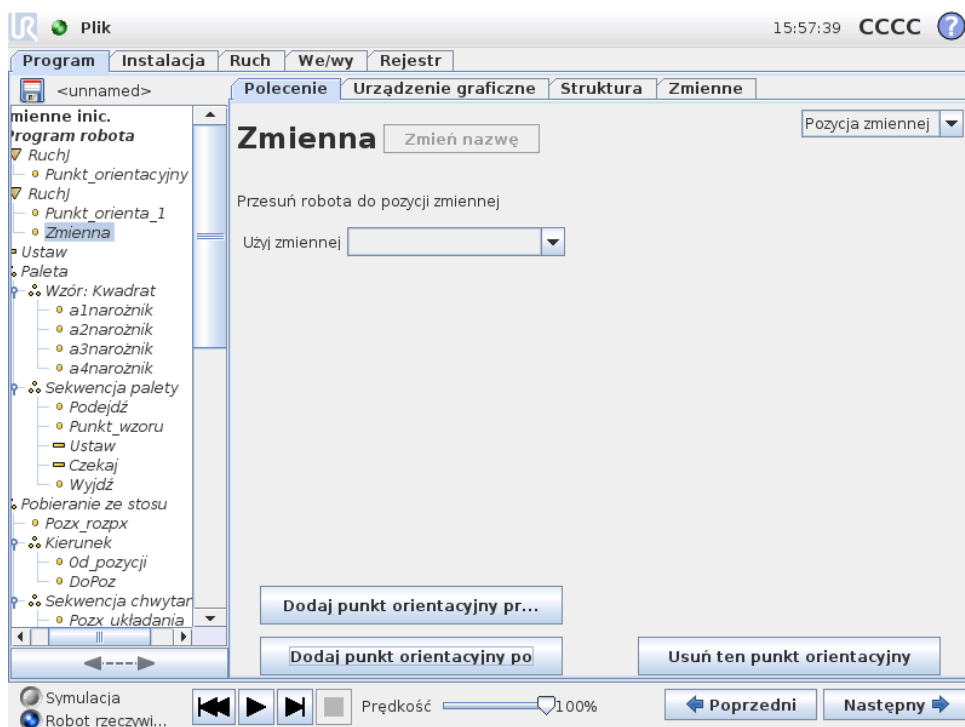 UR Plik 15:57:39 CCCC ?
Program Instalacja Ruch We/wy Rejestr
<unnamed>
Polecenie Urządzenie graficzne Struktura Zmienne
mienne inic.
Program robota
RuchJ
Punkt_orientacyjny
RuchJ
Punkt_orienta_1
Zmienna
Ustaw
Paleta
Wzór: Kwadrat
a1narożnik
a2narożnik
a3narożnik
a4narożnik
Sekwencja palety
Podejdź
Punkt_wzoru
Ustaw
Czekaj
Wyjdź
Pobieranie ze stosu
Pozx_rozpx
Kierunek
Od_pozycji
DoPoz
Sekwencja chwytar
Pozx układania
Zmienna Zmień nazwę
Pozycja zmiennej
Przesuń robota do pozycji zmiennej
Użyj zmiennej
Dodaj punkt orientacyjny pr...
Dodaj punkt orientacyjny po
Usuń ten punkt orientacyjny
Symulacja
Robot rzeczywi...
Prędkość 100%
Poprzedni Następny